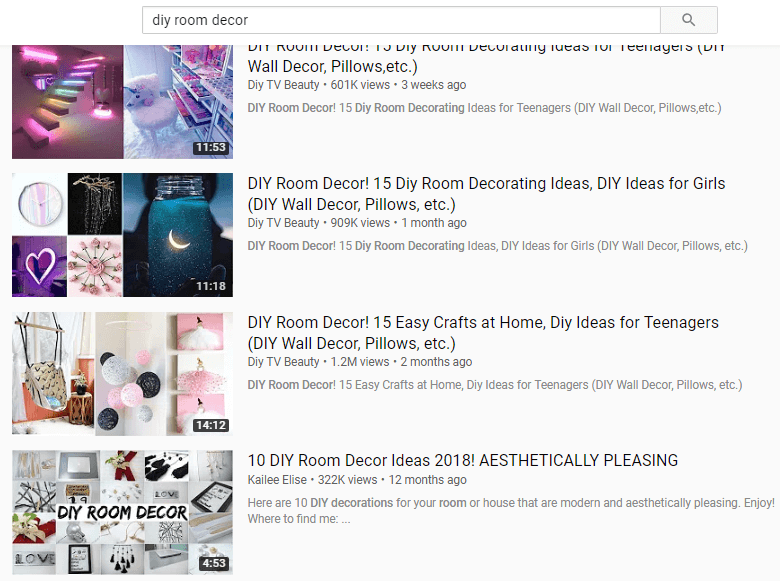 diy room decor
DIY Room Decor! 15 Diy Room Decorating Ideas for Teenagers (DIY
Wall Decor, Pillows,etc.)
Diy TV Beauty • 601K views • 3 weeks ago
DIY Room Decor! 15 Diy Room Decorating Ideas for Teenagers (DIY Wall Decor, Pillows,etc.)
11:53
DIY Room Decor! 15 Diy Room Decorating Ideas, DIY Ideas for Girls
(DIY Wall Decor, Pillows, etc.)
Diy TV Beauty • 909K views • 1 month ago
DIY Room Decor! 15 Diy Room Decorating Ideas, DIY Ideas for Girls (DIY Wall Decor, Pillows, etc.)
11:18
DIY Room Decor! 15 Easy Crafts at Home, Diy Ideas for Teenagers
(DIY Wall Decor, Pillows, etc.)
Diy TV Beauty • 1.2M views • 2 months ago
DIY Room Decor! 15 Easy Crafts at Home, Diy Ideas for Teenagers (DIY Wall Decor, Pillows, etc.)
14:12
10 DIY Room Decor Ideas 2018! AESTHETICALLY PLEASING
Kailee Elise • 322K views • 12 months ago
Here are 10 DIY decorations for your room or house that are modern and aesthetically pleasing. Enjoy!
Where to find me: ...
LOVE
DIY ROOM DECOR
LOVE
4:53